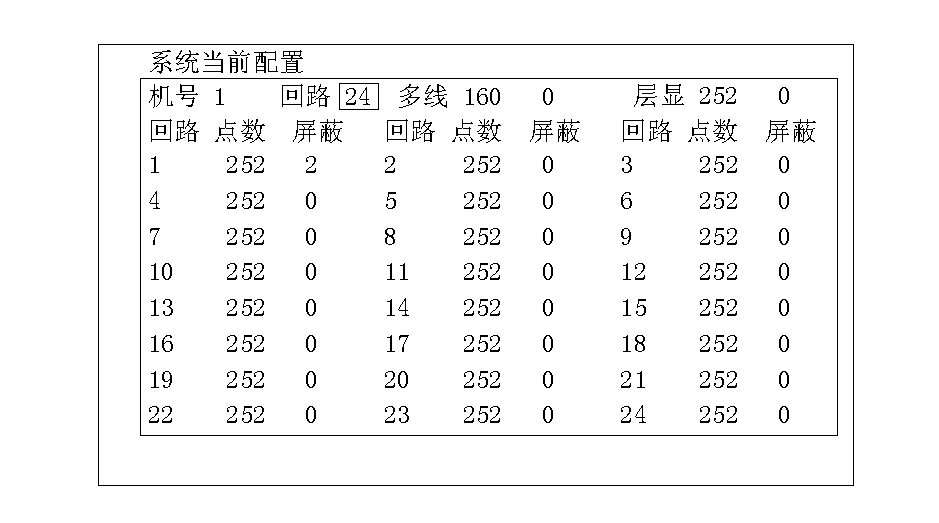 系统当前配置
机号 1 回路 24 多线 160 0 层显 252 0
回路 点数 屏蔽 回路 点数 屏蔽 回路 点数 屏蔽
1 252 2 2 252 0 3 252 0
4 252 0 5 252 0 6 252 0
7 252 0 8 252 0 9 252 0
10 252 0 11 252 0 12 252 0
13 252 0 14 252 0 15 252 0
16 252 0 17 252 0 18 252 0
19 252 0 20 252 0 21 252 0
22 252 0 23 252 0 24 252 0